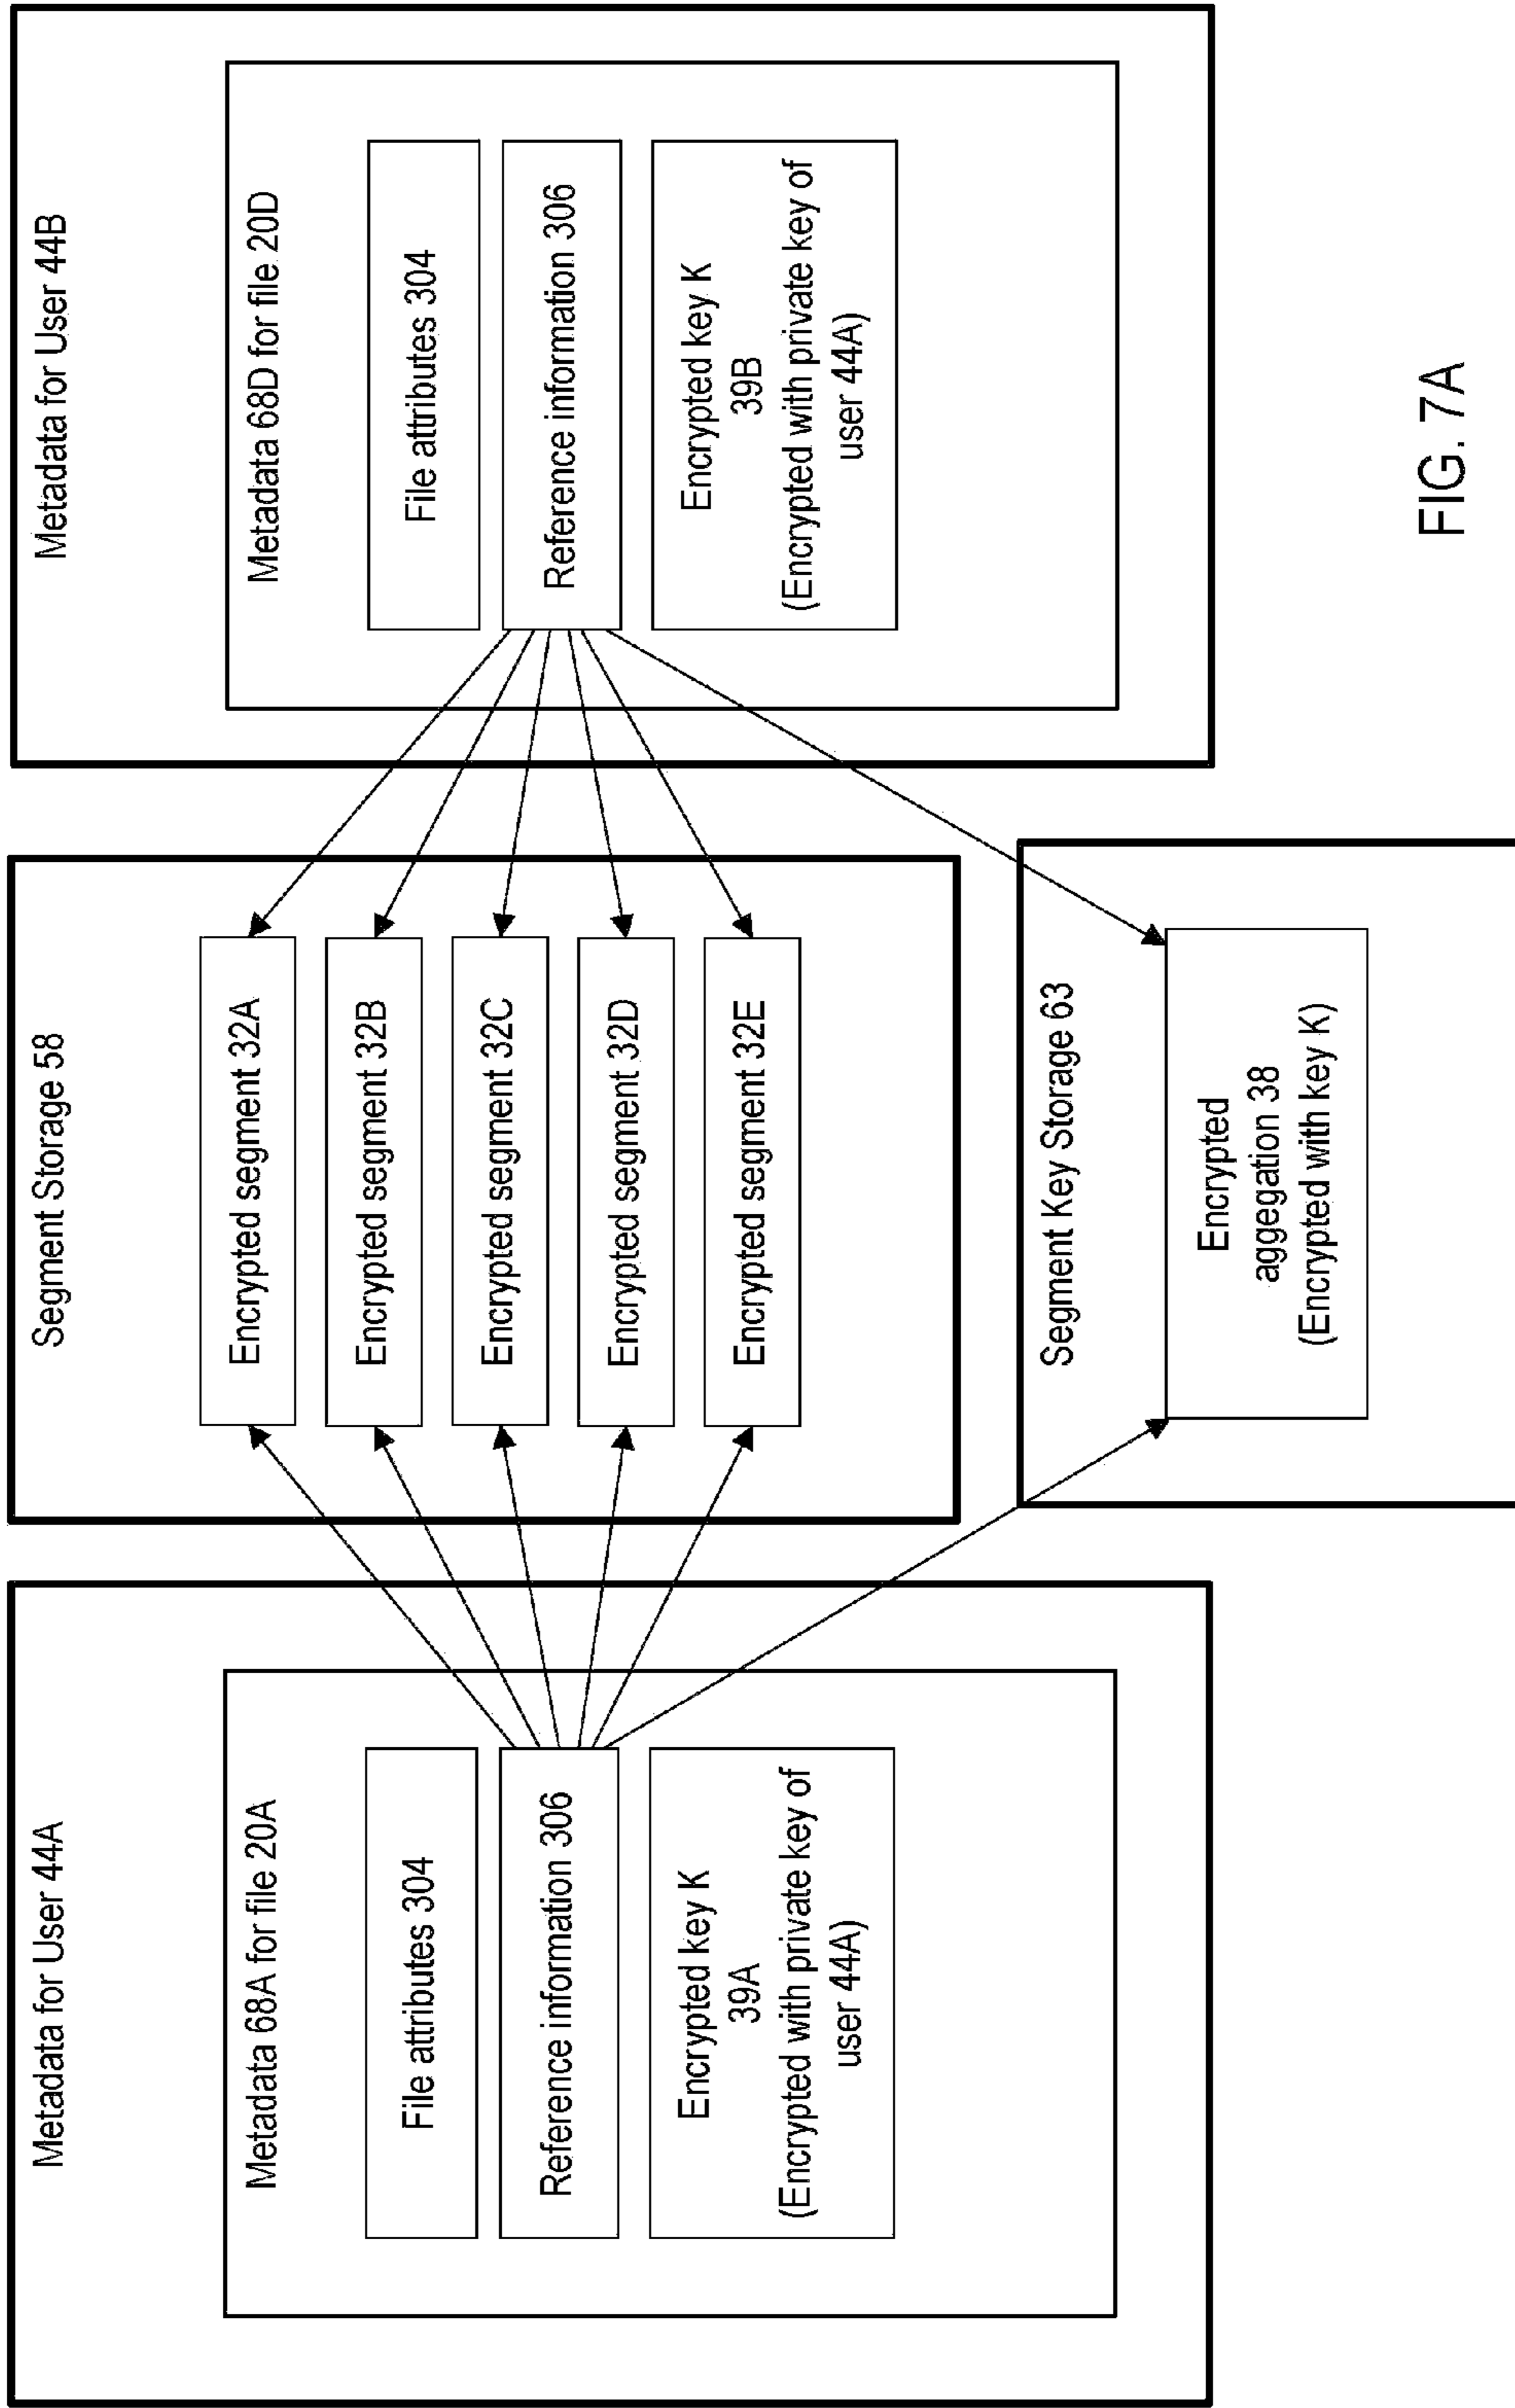 Metadata for User 44A
Metadata 68A for file 20A
File attributes 304
Reference information 306
Encrypted key K
39A
(Encrypted with private key of
user 44A)
Segment Storage 58
Encrypted segment 32A
Encrypted segment 32B
Encrypted segment 32C
Encrypted segment 32D
Encrypted segment 32E
Segment Key Storage 63
Encrypted
aggegation 38
(Encrypted with key K)
Metadata for User 44B
Metadata 68D for file 20D
File attributes 304
Reference information 306
Encrypted key K
39B
(Encrypted with private key of
user 44A)
FIG. 7A